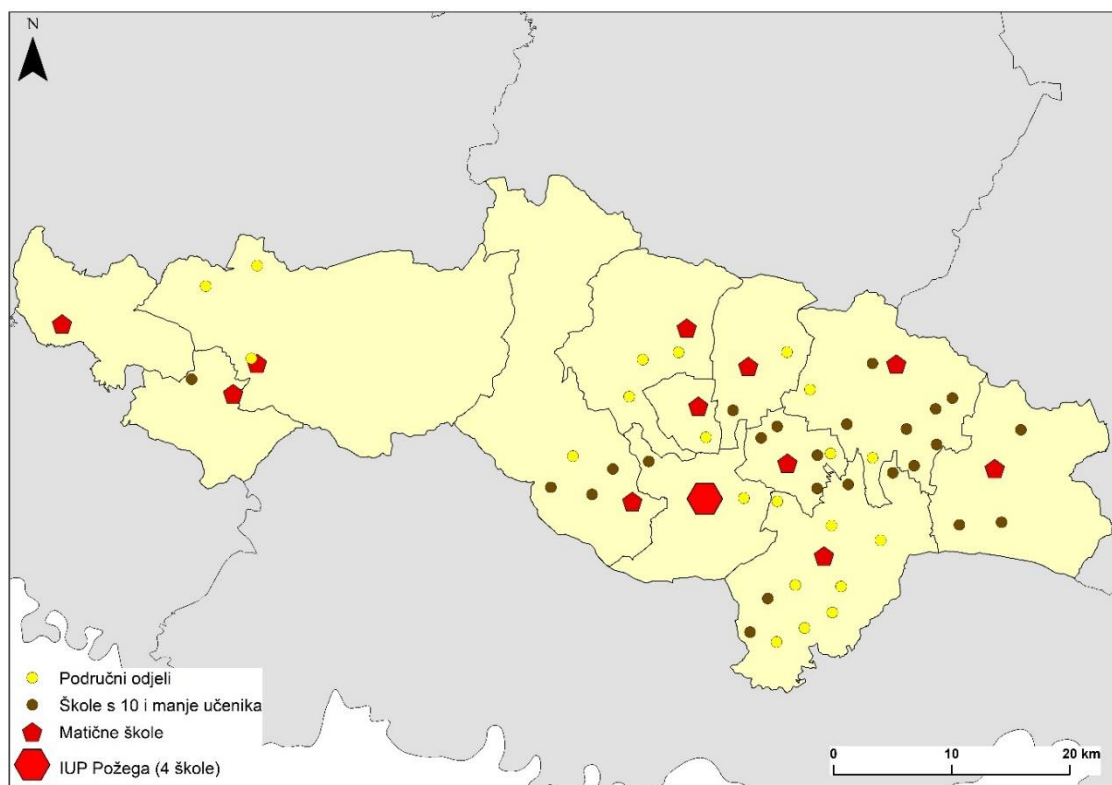 N
Područni odjeli
Škole s 10 i manje učenika
Matične škole
IUP Požega (4 škole)
0 10 20 km